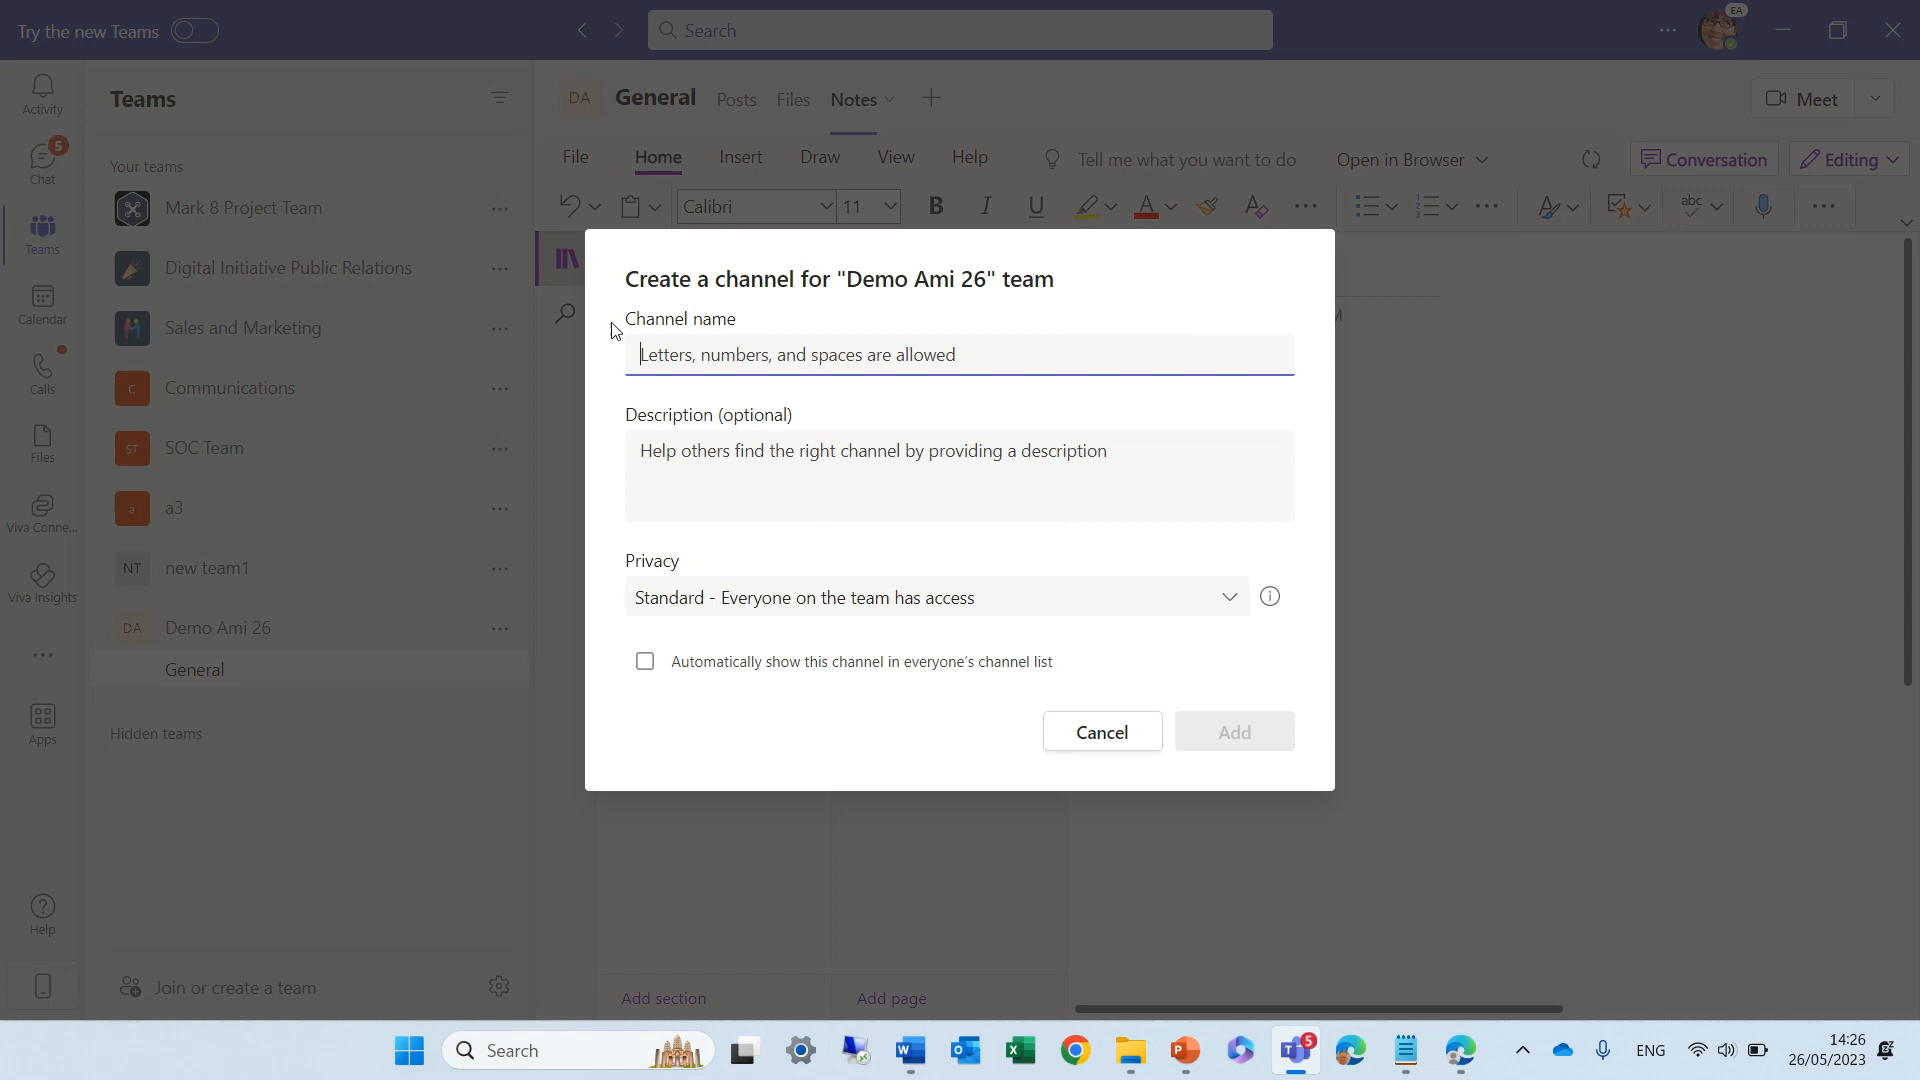 Try the new Teams
Search
EA
Activity
Chat
5
Teams
Calendar
Calls
Files
Viva Conne...
Viva Insights
Apps
Help
Teams
Your teams
Mark 8 Project Team
Digital Initiative Public Relations
Sales and Marketing
C Communications
ST SOC Team
a a3
NT new team1
DA Demo Ami 26
General
Hidden teams
Join or create a team
DA General Posts Files Notes
Meet
File Home Insert Draw View Help Tell me what you want to do Open in Browser Conversation Editing
Calibri 11 B I U A A abc
Create a channel for "Demo Ami 26" team
Channel name
Letters, numbers, and spaces are allowed
Description (optional)
Help others find the right channel by providing a description
Privacy
Standard - Everyone on the team has access
Automatically show this channel in everyone's channel list
Cancel Add
Add section Add page
Search
5
ENG
14:26
26/05/2023